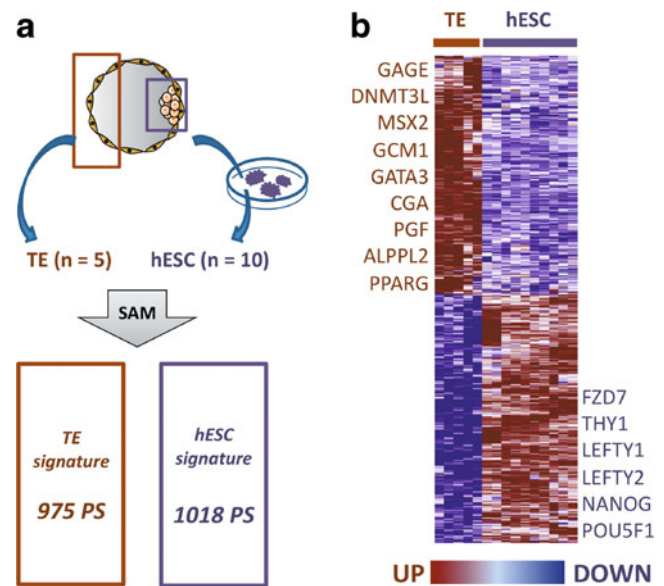 a
TE (n = 5)
hESC (n = 10)
SAM
TE
signature
975 PS
hESC
signature
1018 PS
b
TE
hESC
GAGE
DNMT3L
MSX2
GCM1
GATA3
CGA
PGF
ALPPL2
PPARG
FZD7
THY1
LEFTY1
LEFTY2
NANOG
POU5F1
UP
DOWN